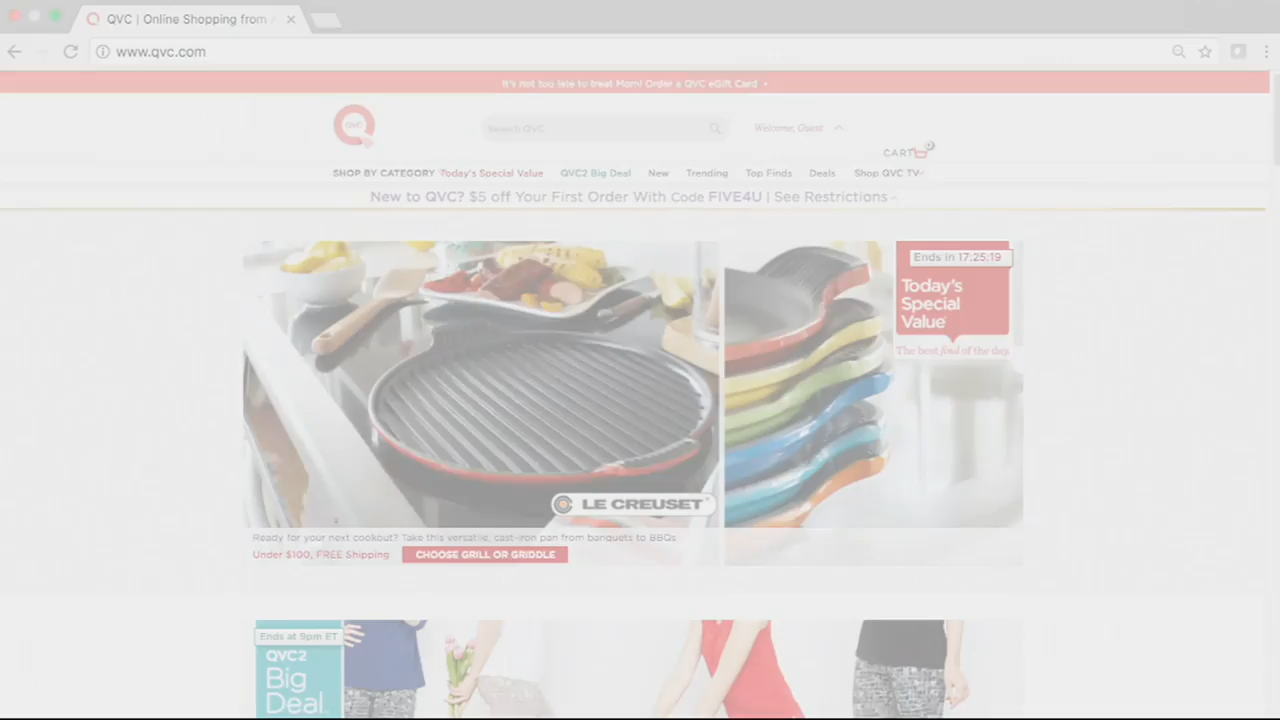 QVC | Online Shopping from
www.qvc.com
It's not too late to treat Mom! Order a QVC eGift Card
QVC
Search QVC
Welcome, Guest
CART 0
SHOP BY CATEGORY Today's Special Value QVC2 Big Deal New Trending Top Finds Deals Shop QVC TV
New to QVC? $5 off Your First Order With Code FIVE4U | See Restrictions
Ends in 17:25:19
Today's
Special
Value
The best find of the day.
LE CREUSET
Ready for your next cookout? Take this versatile, cast-iron pan from banquets to BBQs
Under $100, FREE Shipping CHOOSE GRILL OR GRIDDLE
Ends at 9pm ET
QVC2
Big
Deal